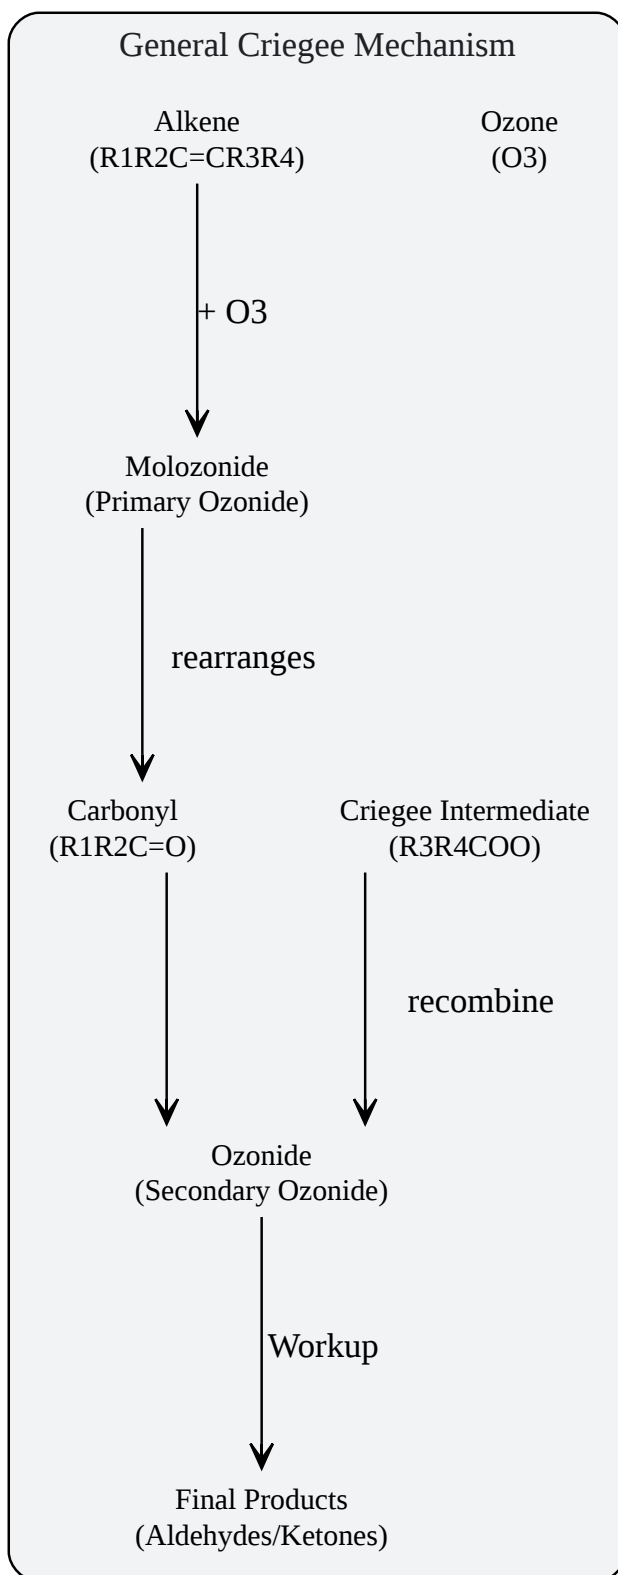 General Criegee Mechanism
Alkene
(R1R2C=CR3R4)
Ozone
(O3)
+ O3
Molozonide
(Primary Ozonide)
rearranges
Carbonyl
(R1R2C=O)
Criegee Intermediate
(R3R4COO)
recombine
Ozonide
(Secondary Ozonide)
Workup
Final Products
(Aldehydes/Ketones)